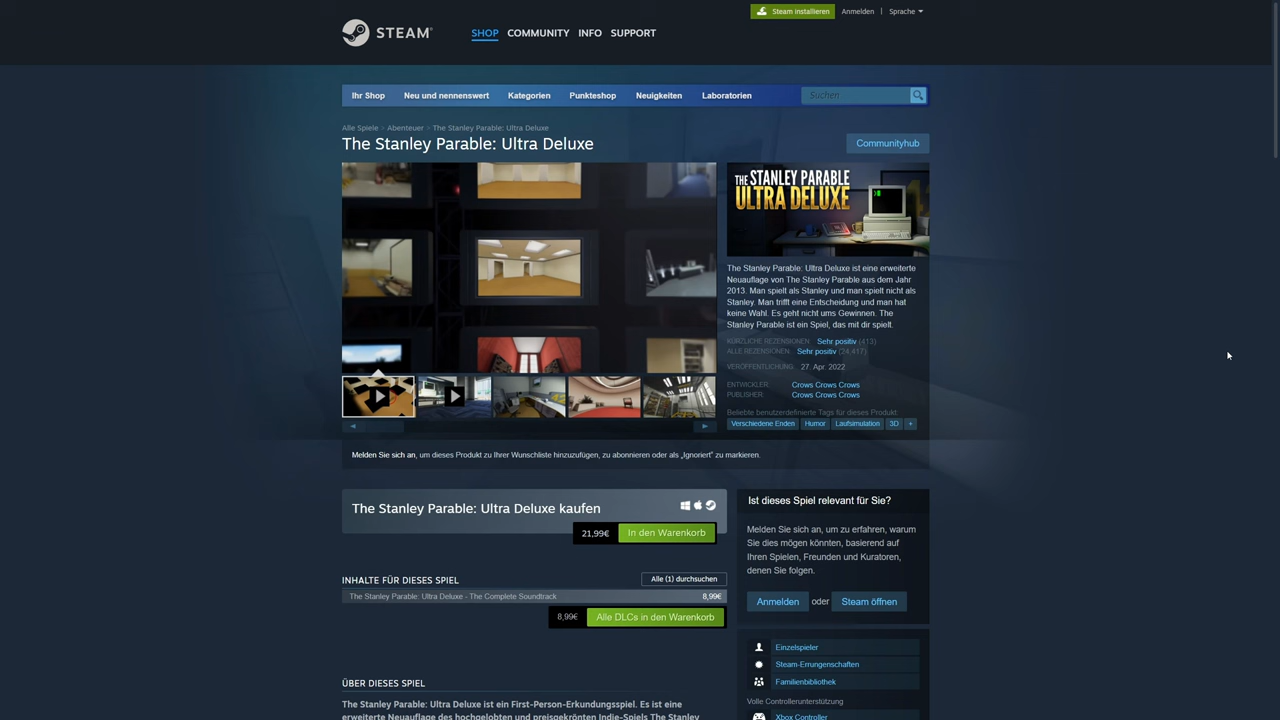 Steam installieren
Anmelden | Sprache
STEAM
SHOP COMMUNITY INFO SUPPORT
Ihr Shop Neu und nennenswert Kategorien Punkteshop Neuigkeiten Laboratorien Suchen
Alle Spiele > Abenteuer > The Stanley Parable: Ultra Deluxe
The Stanley Parable: Ultra Deluxe
Communityhub
THE STANLEY PARABLE
ULTRA DELUXE
The Stanley Parable: Ultra Deluxe ist eine erweiterte
Neuauflage von The Stanley Parable aus dem Jahr
2013. Man spielt als Stanley und man spielt nicht als
Stanley. Man trifft eine Entscheidung und man hat
keine Wahl. Es geht nicht ums Gewinnen. The
Stanley Parable ist ein Spiel, das mit dir spielt.
KÜRZLICHE REZENSIONEN: Sehr positiv (413)
ALLE REZENSIONEN: Sehr positiv (24,417)
VERÖFFENTLICHUNG: 27. Apr. 2022
ENTWICKLER: Crows Crows Crows
PUBLISHER: Crows Crows Crows
Beliebte benutzerdefinierte Tags für dieses Produkt:
Verschiedene Enden Humor Laufsimulation 3D +
Melden Sie sich an, um dieses Produkt zu Ihrer Wunschliste hinzuzufügen, zu abonnieren oder als „Ignoriert" zu markieren.
The Stanley Parable: Ultra Deluxe kaufen
21,99€ In den Warenkorb
INHALTE FÜR DIESES SPIEL Alle (1) durchsuchen
The Stanley Parable: Ultra Deluxe - The Complete Soundtrack 8,99€
8,99€ Alle DLCs in den Warenkorb
ÜBER DIESES SPIEL
The Stanley Parable: Ultra Deluxe ist ein First-Person-Erkundungsspiel. Es ist eine
erweiterte Neuauflage des hochgelobten und preisgekrönten Indie-Spiels The Stanley
Ist dieses Spiel relevant für Sie?
Melden Sie sich an, um zu erfahren, warum
Sie dies mögen könnten, basierend auf
Ihren Spielen, Freunden und Kuratoren,
denen Sie folgen.
Anmelden oder Steam öffnen
Einzelspieler
Steam-Errungenschaften
Familienbibliothek
Volle Controllerunterstützung
Xbox Controller